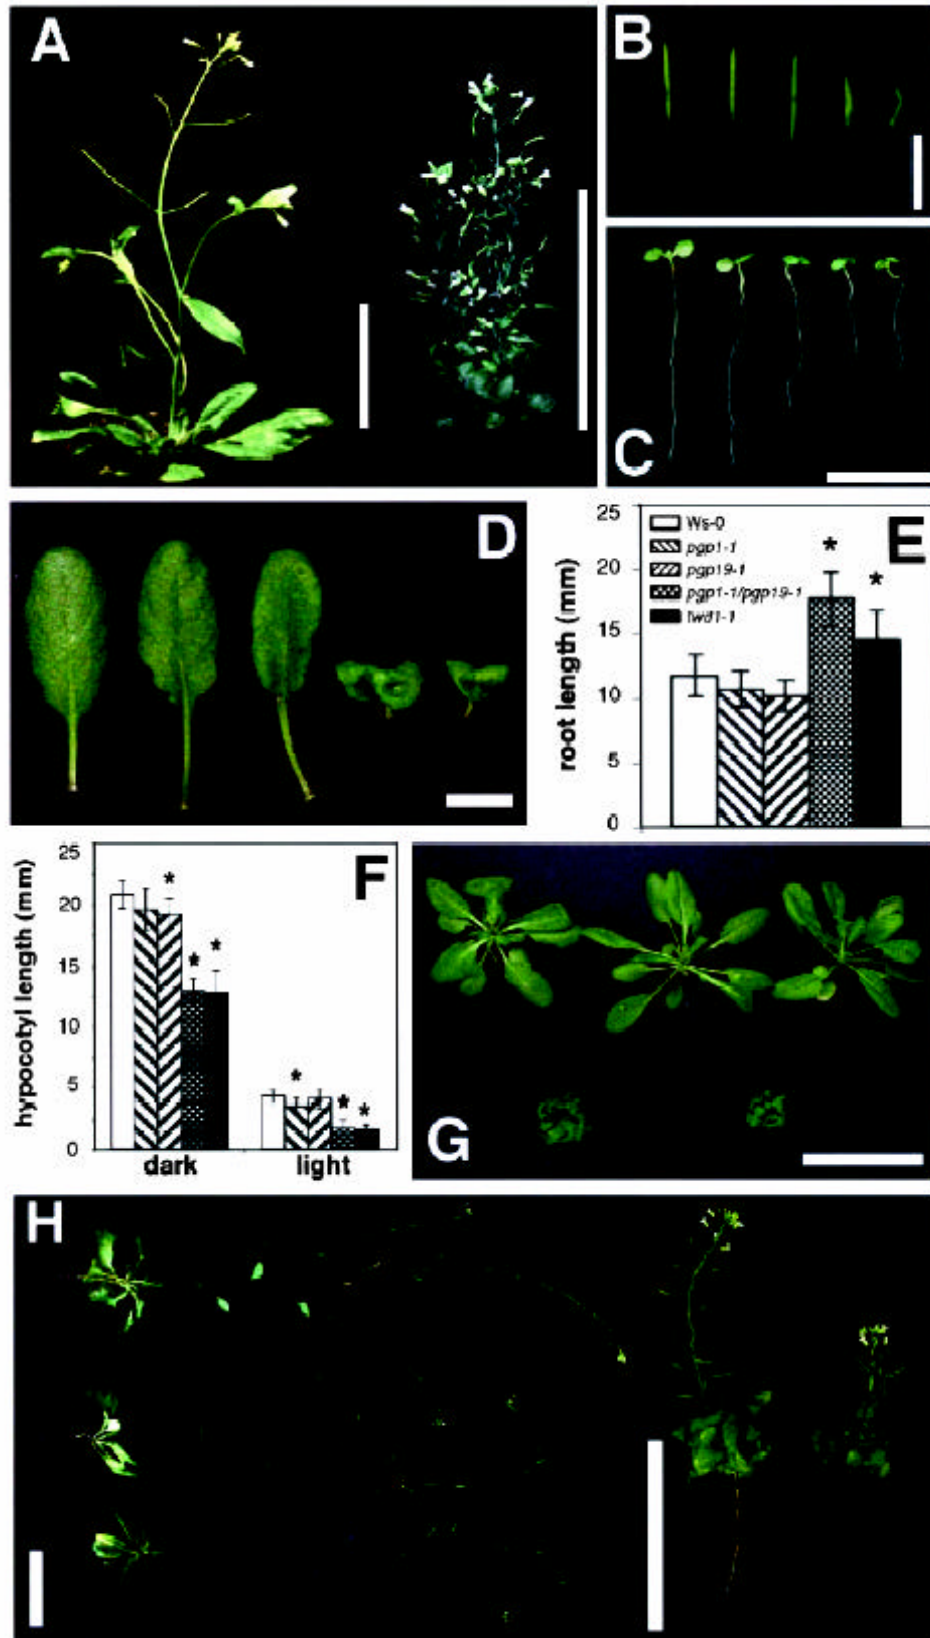 A
B
C
D
E
25
20
15
10
5
0
root length (mm)
Ws-0
pgp1-1
pgp19-1
pgp1-1/pgp19-1
twd1-1
*
*
F
25
20
15
10
5
0
hypocotyl length (mm)
*
*
*
*
*
*
dark
light
G
H